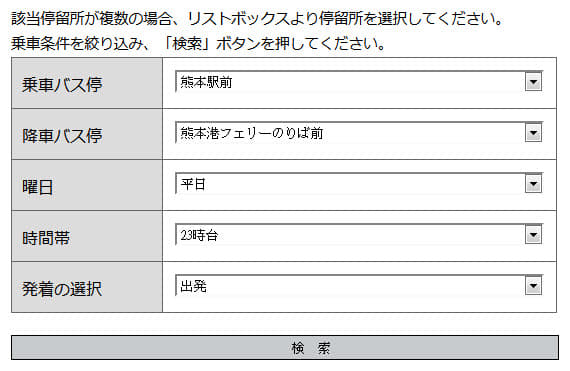 該当停留所が複数の場合、リストボックスより停留所を選択してください。
乗車条件を絞り込み、「検索」ボタンを押してください。
乗車バス停 熊本駅前
降車バス停 熊本港フェリーのりば前
曜日 平日
時間帯 23時台
発着の選択 出発
検 索